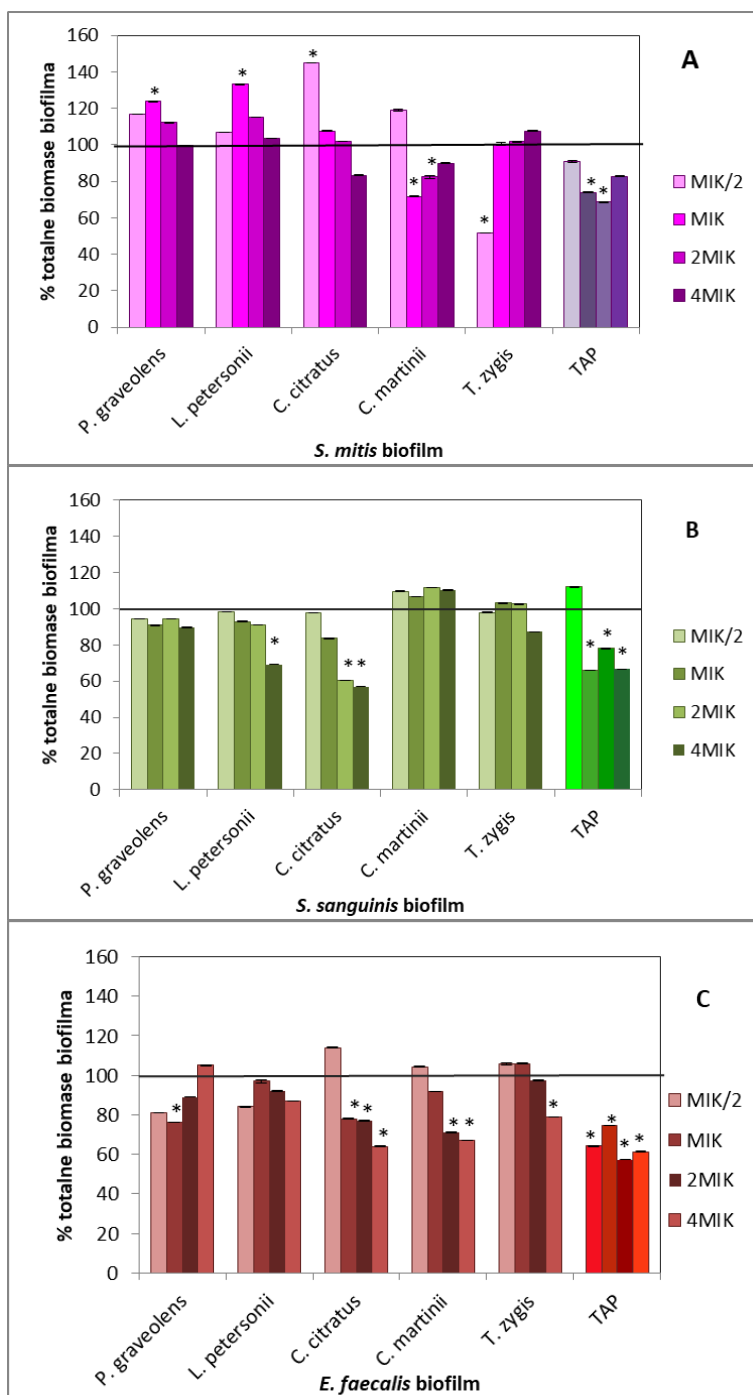 A
% totalne biomase biofilma
160
140
120
100
80
60
40
20
0
*
*
*
*
*
*
*
*
MIK/2
MIK
2MIK
4MIK
P. graveolens
L. petersonii
C. citratus
C. martinii
T. zygis
TAP
S. mitis biofilm
B
% totalne biomase biofilma
160
140
120
100
80
60
40
20
0
*
* *
*
*
*
MIK/2
MIK
2MIK
4MIK
P. graveolens
L. petersonii
C. citratus
C. martinii
T. zygis
TAP
S. sanguinis biofilm
C
% totalne biomase biofilma
160
140
120
100
80
60
40
20
0
*
* *
*
* *
*
*
*
*
*
MIK/2
MIK
2MIK
4MIK
P. graveolens
L. petersonii
C. citratus
C. martinii
T. zygis
TAP
E. faecalis biofilm